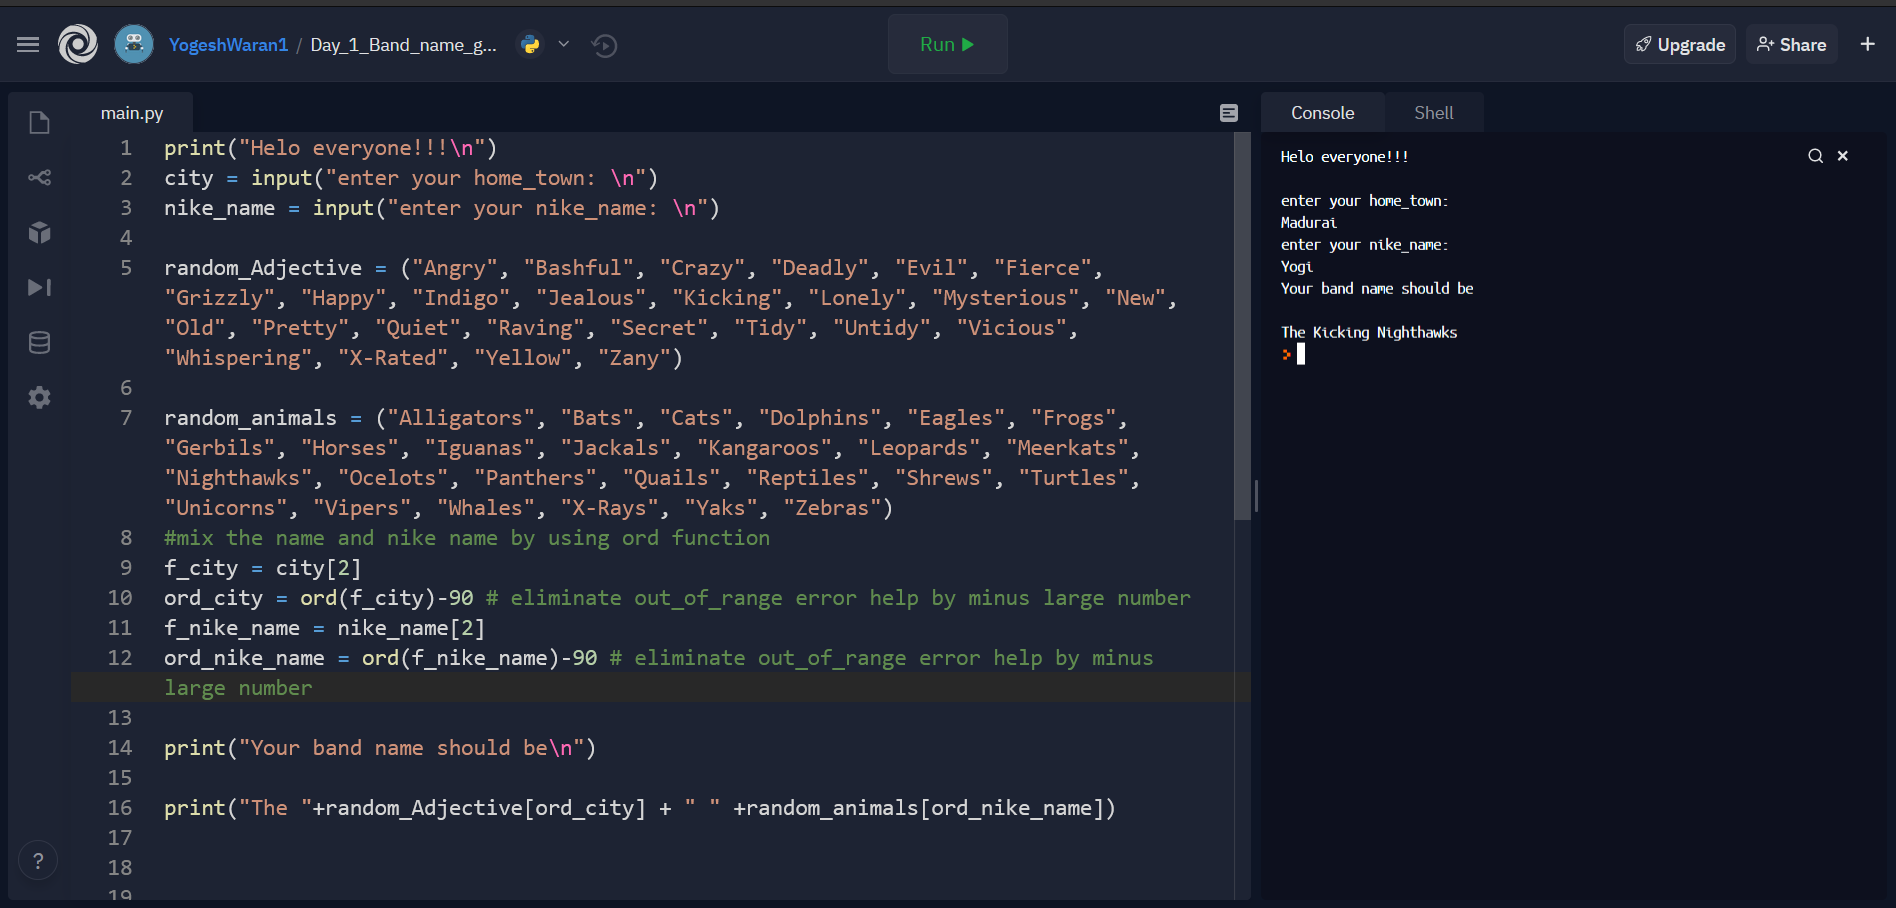 YogeshWaran1 / Day_1_Band_name_g...
Run
Upgrade
Share
main.py
1 print("Helo everyone!!!\n")
2 city = input("enter your home_town: \n")
3 nike_name = input("enter your nike_name: \n")
4
5 random_Adjective = ("Angry", "Bashful", "Crazy", "Deadly", "Evil", "Fierce",
"Grizzly", "Happy", "Indigo", "Jealous", "Kicking", "Lonely", "Mysterious", "New",
"Old", "Pretty", "Quiet", "Raving", "Secret", "Tidy", "Untidy", "Vicious",
"Whispering", "X-Rated", "Yellow", "Zany")
6
7 random_animals = ("Alligators", "Bats", "Cats", "Dolphins", "Eagles", "Frogs",
"Gerbils", "Horses", "Iguanas", "Jackals", "Kangaroos", "Leopards", "Meerkats",
"Nighthawks", "Ocelots", "Panthers", "Quails", "Reptiles", "Shrews", "Turtles",
"Unicorns", "Vipers", "Whales", "X-Rays", "Yaks", "Zebras")
8 #mix the name and nike name by using ord function
9 f_city = city[2]
10 ord_city = ord(f_city)-90 # eliminate out_of_range error help by minus large number
11 f_nike_name = nike_name[2]
12 ord_nike_name = ord(f_nike_name)-90 # eliminate out_of_range error help by minus
large number
13
14 print("Your band name should be\n")
15
16 print("The "+random_Adjective[ord_city] + " " +random_animals[ord_nike_name])
17
18
19
?
Console
Shell
Helo everyone!!!
enter your home_town:
Madurai
enter your nike_name:
Yogi
Your band name should be
The Kicking Nighthawks
>